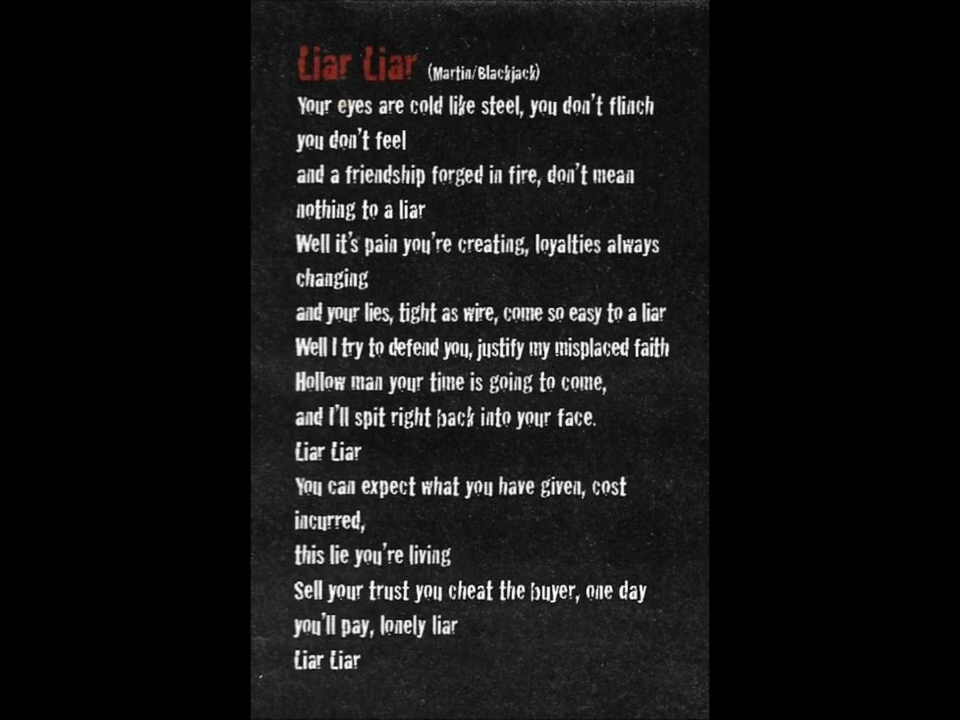 Liar Liar (Martin/Blackjack)
Your eyes are cold like steel, you don't flinch
you don't feel
and a friendship forged in fire, don't mean
nothing to a liar
Well it's pain you're creating, loyalties always
changing
and your lies, tight as wire, come so easy to a liar
Well I try to defend you, justify my misplaced faith
Hollow man your time is going to come,
and I'll spit right back into your face.
Liar Liar
You can expect what you have given, cost
incurred,
this lie you're living
Sell your trust you cheat the buyer, one day
you'll pay, lonely liar
Liar Liar